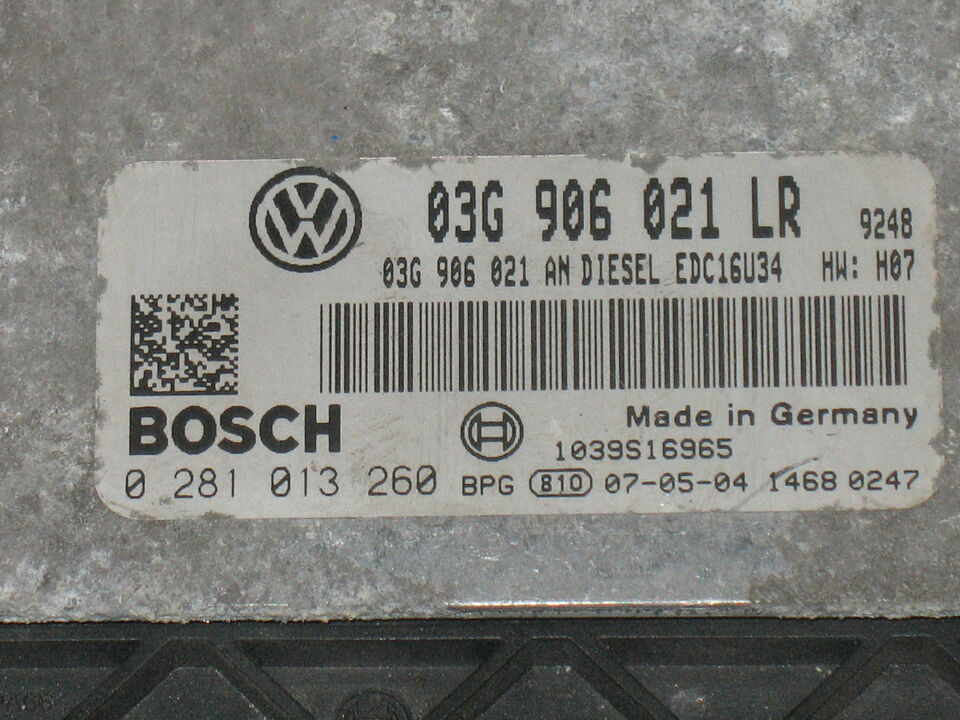 03G 906 021 LR 9248
03G 906 021 AN DIESEL EDC16U34 HW: H07
BOSCH
Made in Germany
1039S16965
0 281 013 260 BPG 810 07-05-04 1468 0247